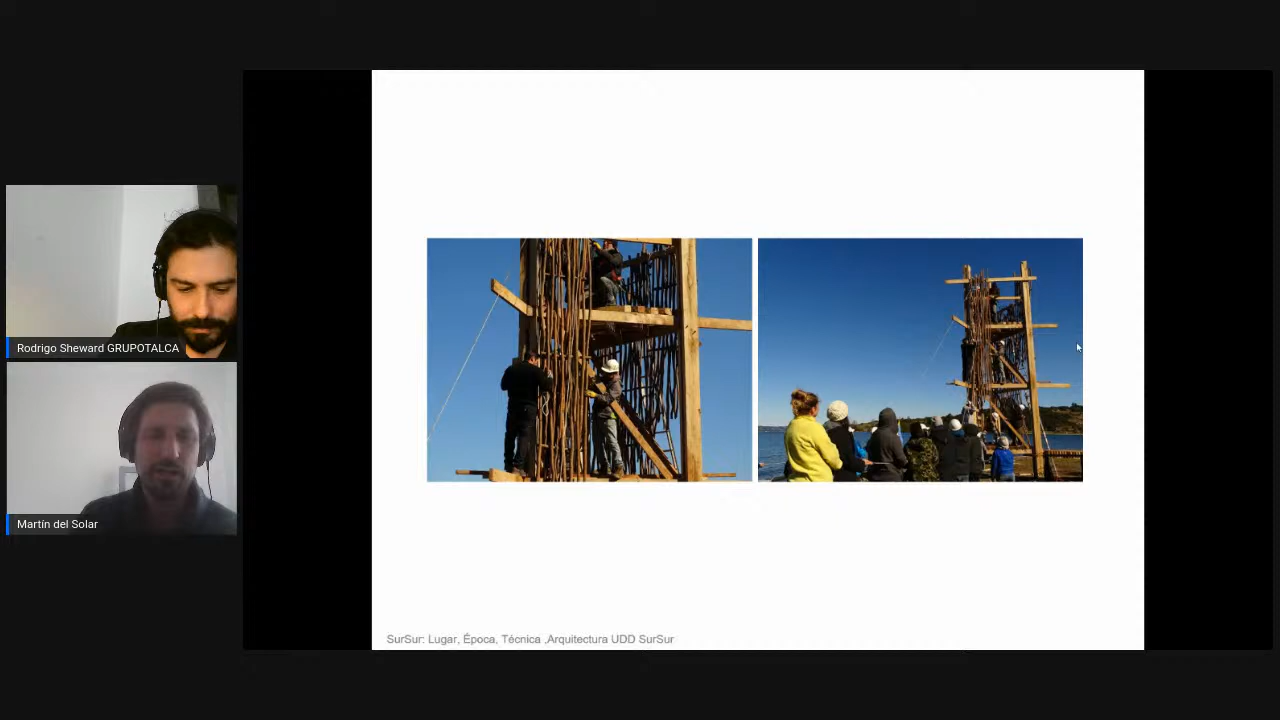 Rodrigo Sheward GRUPOTALCA
Martín del Solar
SurSur: Lugar, Época, Técnica ,Arquitectura UDD SurSur